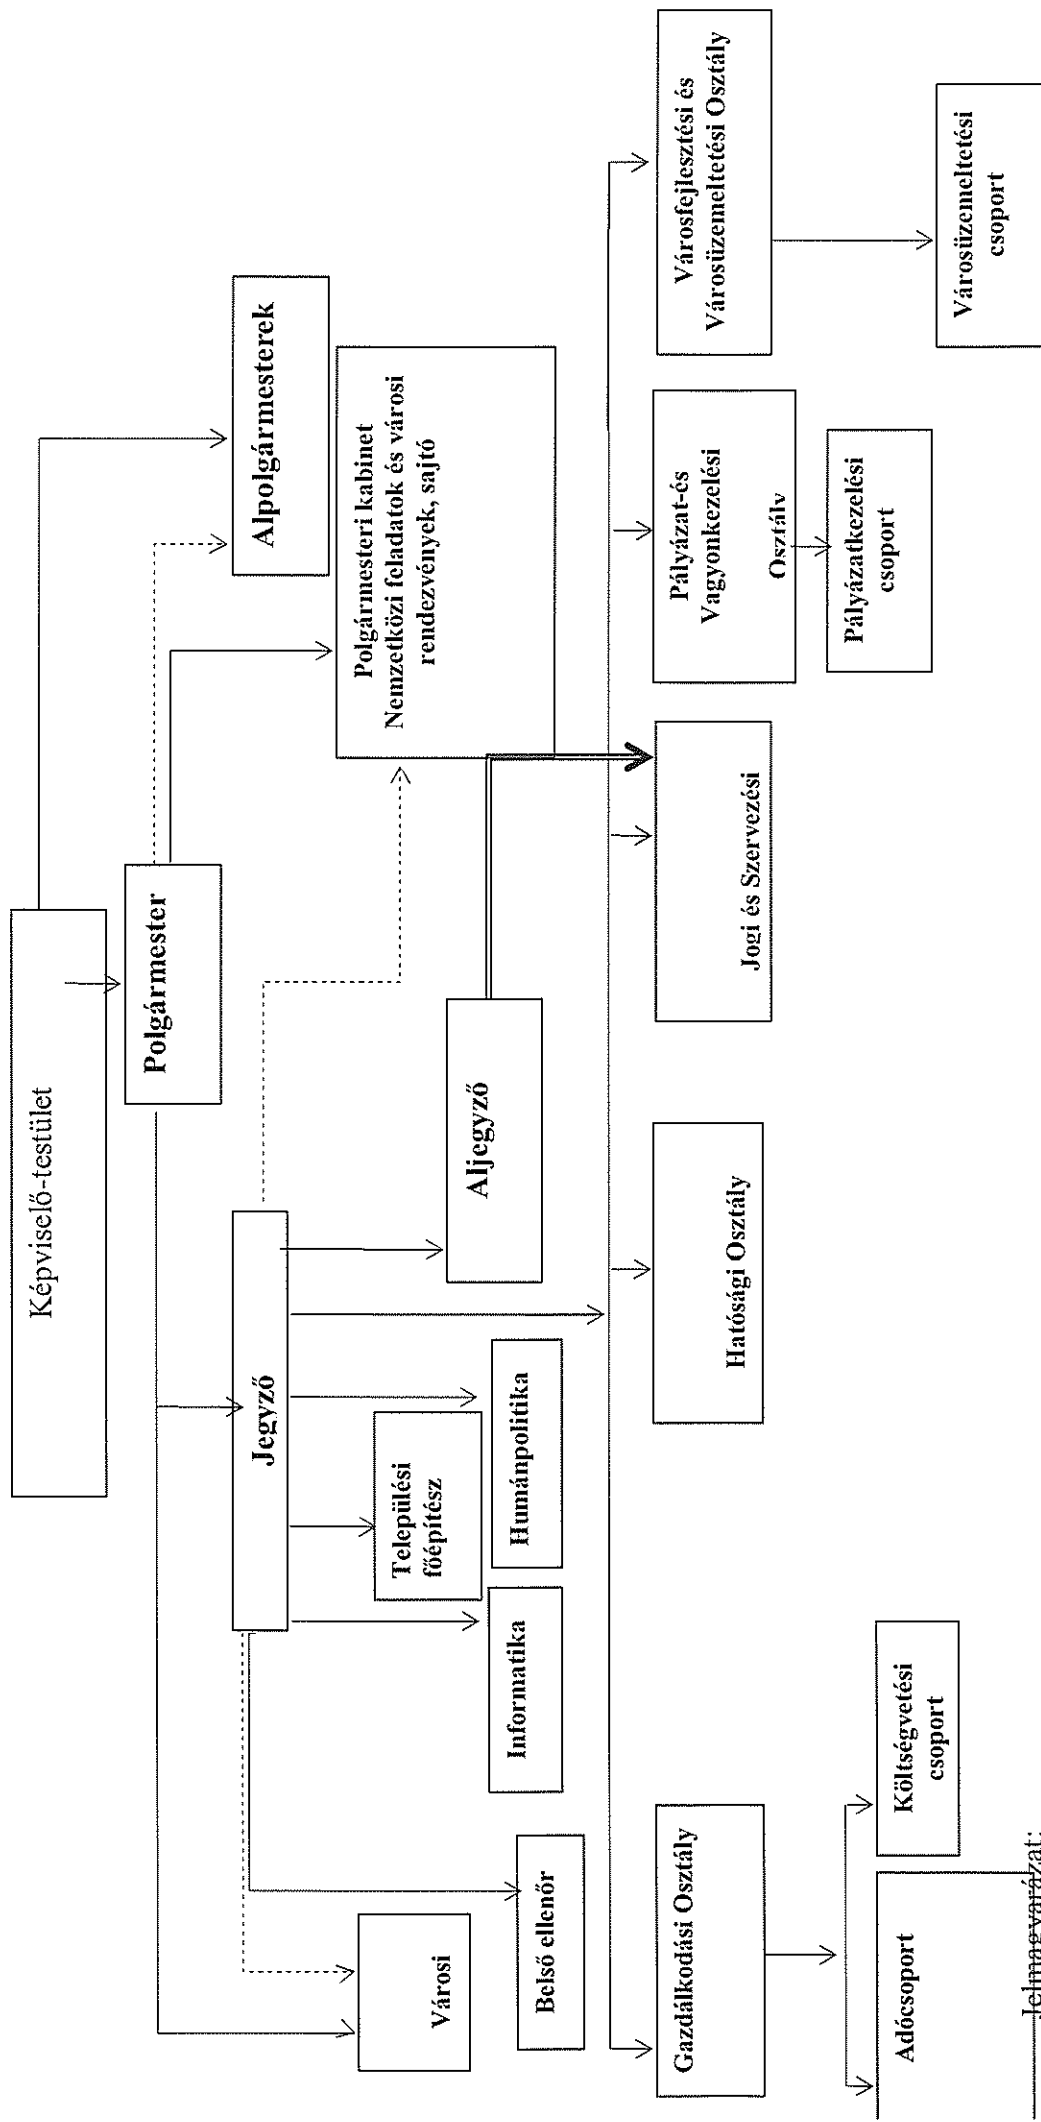 Képviselő-testület
Polgármester
Alpolgármesterek
Jegyző
Polgármesteri kabinet
Nemzetközi feladatok és városi
rendezvények, sajtó
Városi
Települési
főépítész
Aljegyző
Belső ellenőr
Informatika
Humánpolitika
Gazdálkodási Osztály
Hatósági Osztály
Jogi és Szervezési
Pályázat-és
Vagyonkezelési
Osztály
Városfejlesztési és
Városüzemeltetési Osztály
Adócsoport
Költségvetési
csoport
Pályázatkezelési
csoport
Városüzemeltetési
csoport
Jelmagyarázat: